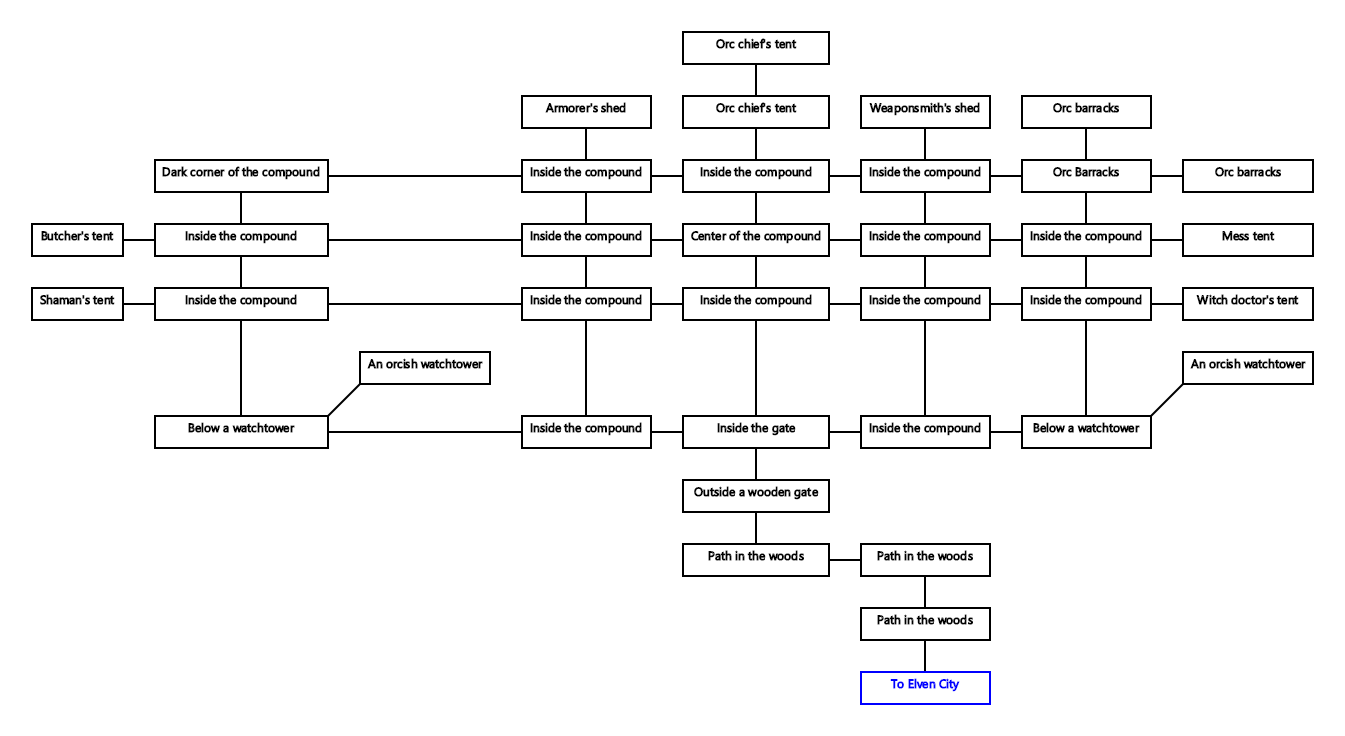 Orc chief's tent
Armorer's shed
Orc chief's tent
Weaponsmith's shed
Orc barracks
Dark corner of the compound
Inside the compound
Inside the compound
Inside the compound
Orc Barracks
Orc barracks
Butcher's tent
Inside the compound
Inside the compound
Center of the compound
Inside the compound
Inside the compound
Mess tent
Shaman's tent
Inside the compound
Inside the compound
Inside the compound
Inside the compound
Inside the compound
Witch doctor's tent
An orcish watchtower
An orcish watchtower
Below a watchtower
Inside the compound
Inside the gate
Inside the compound
Below a watchtower
Outside a wooden gate
Path in the woods
Path in the woods
Path in the woods
To Elven City